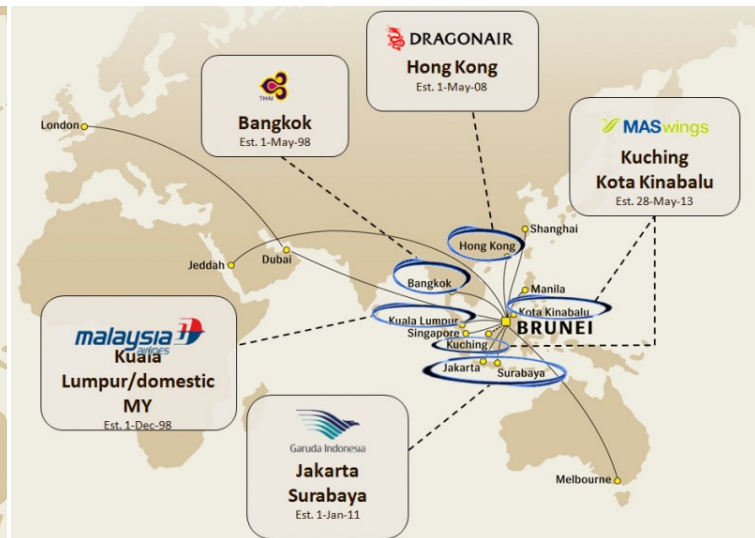 DRAGONAIR
Hong Kong
Est. 1-May-08
THAI
Bangkok
Est. 1-May-98
MASwings
Kuching
Kota Kinabalu
Est. 28-May-13
London
Shanghai
Hong Kong
Jeddah
Dubai
Bangkok
Manila
Kota Kinabalu
Kuala Lumpur
BRUNEI
Singapore
Kuching
Jakarta
Surabaya
malaysia
airlines
Kuala
Lumpur/domestic
MY
Est. 1-Dec-98
Garuda Indonesia
Jakarta
Surabaya
Est. 1-Jan-11
Melbourne